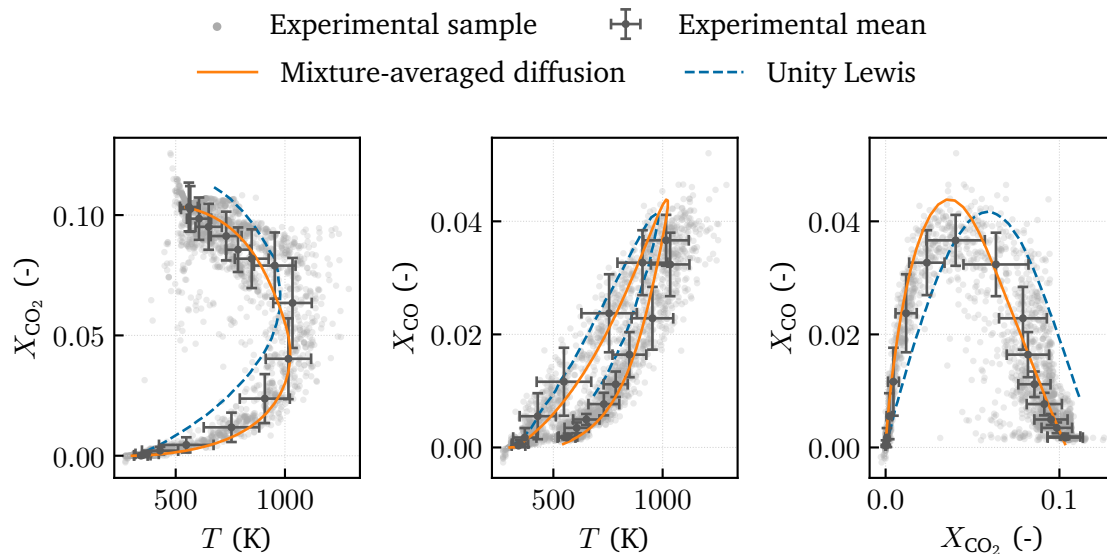 Experimental sample Experimental mean
Mixture-averaged diffusion Unity Lewis
X_CO₂ (-)
0.10
0.05
0.00
500 1000
T (K)
X_CO (-)
0.04
0.02
0.00
500 1000
T (K)
X_CO (-)
0.04
0.02
0.00
0.0 0.1
X_CO₂ (-)